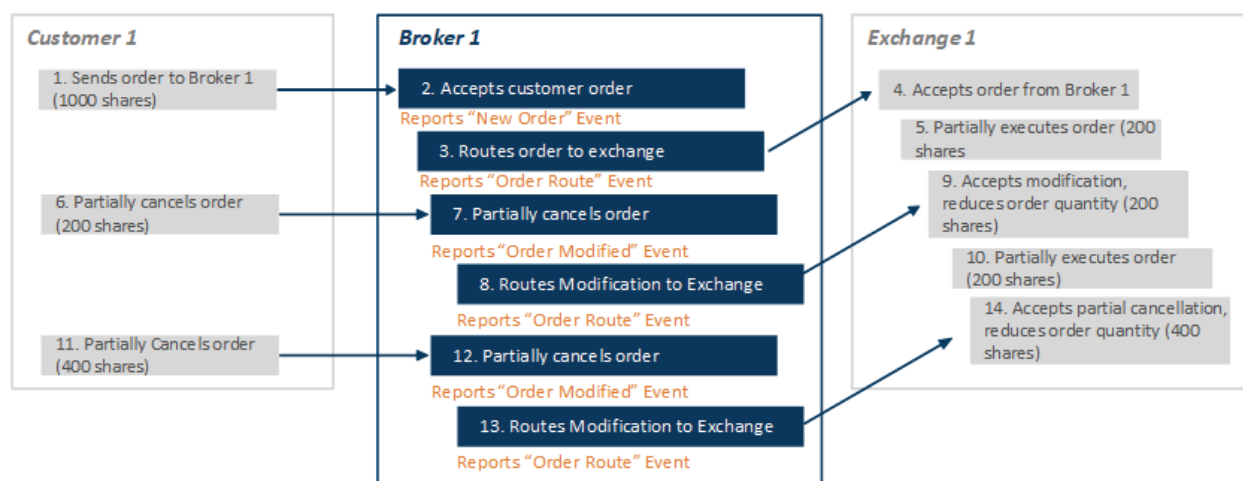 Customer 1
1. Sends order to Broker 1
(1000 shares)
6. Partially cancels order
(200 shares)
11. Partially Cancels order
(400 shares)
Broker 1
2. Accepts customer order
Reports “New Order” Event
3. Routes order to exchange
Reports “Order Route” Event
7. Partially cancels order
Reports “Order Modified” Event
8. Routes Modification to Exchange
Reports “Order Route” Event
12. Partially cancels order
Reports “Order Modified” Event
13. Routes Modification to Exchange
Reports “Order Route” Event
Exchange 1
4. Accepts order from Broker 1
5. Partially executes order (200
shares
9. Accepts modification,
reduces order quantity (200
shares)
10. Partially executes order
(200 shares)
14. Accepts partial cancellation,
reduces order quantity (400
shares)